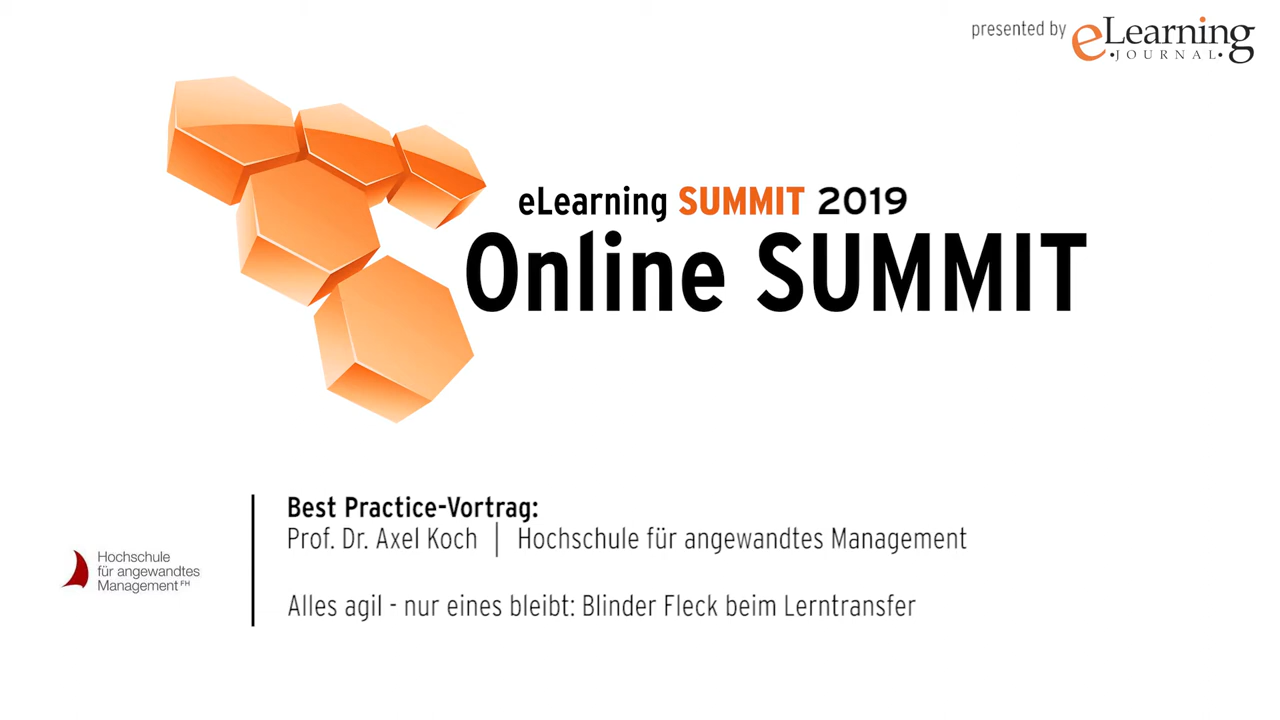 presented by eLearning
JOURNAL
eLearning SUMMIT 2019
Online SUMMIT
Best Practice-Vortrag:
Prof. Dr. Axel Koch | Hochschule für angewandtes Management
Hochschule
für angewandtes
Management FH
Alles agil - nur eines bleibt: Blinder Fleck beim Lerntransfer